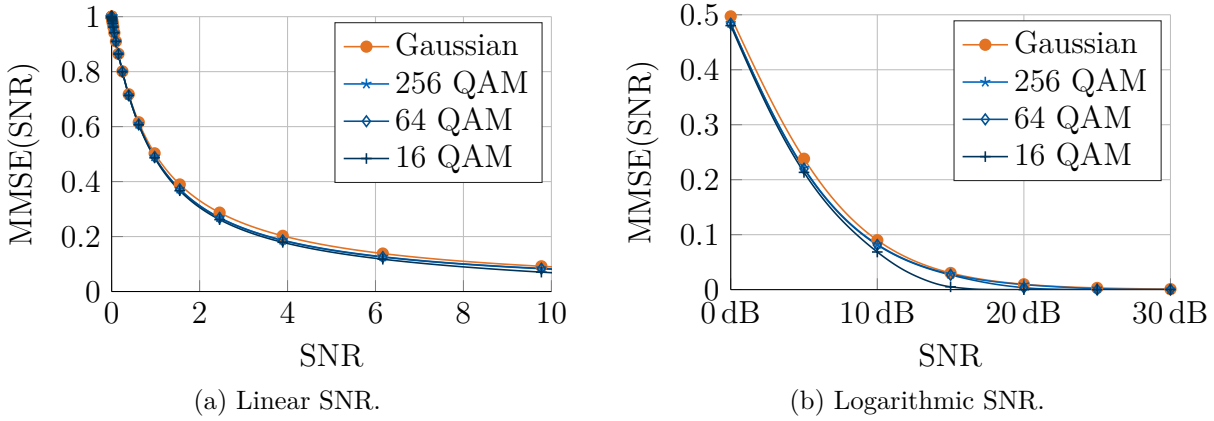 1
0.8
0.6
0.4
0.2
0
MMSE(SNR)
0 2 4 6 8 10
SNR
Gaussian
256 QAM
64 QAM
16 QAM
(a) Linear SNR.
0.5
0.4
0.3
0.2
0.1
0
MMSE(SNR)
0 dB 10 dB 20 dB 30 dB
SNR
Gaussian
256 QAM
64 QAM
16 QAM
(b) Logarithmic SNR.